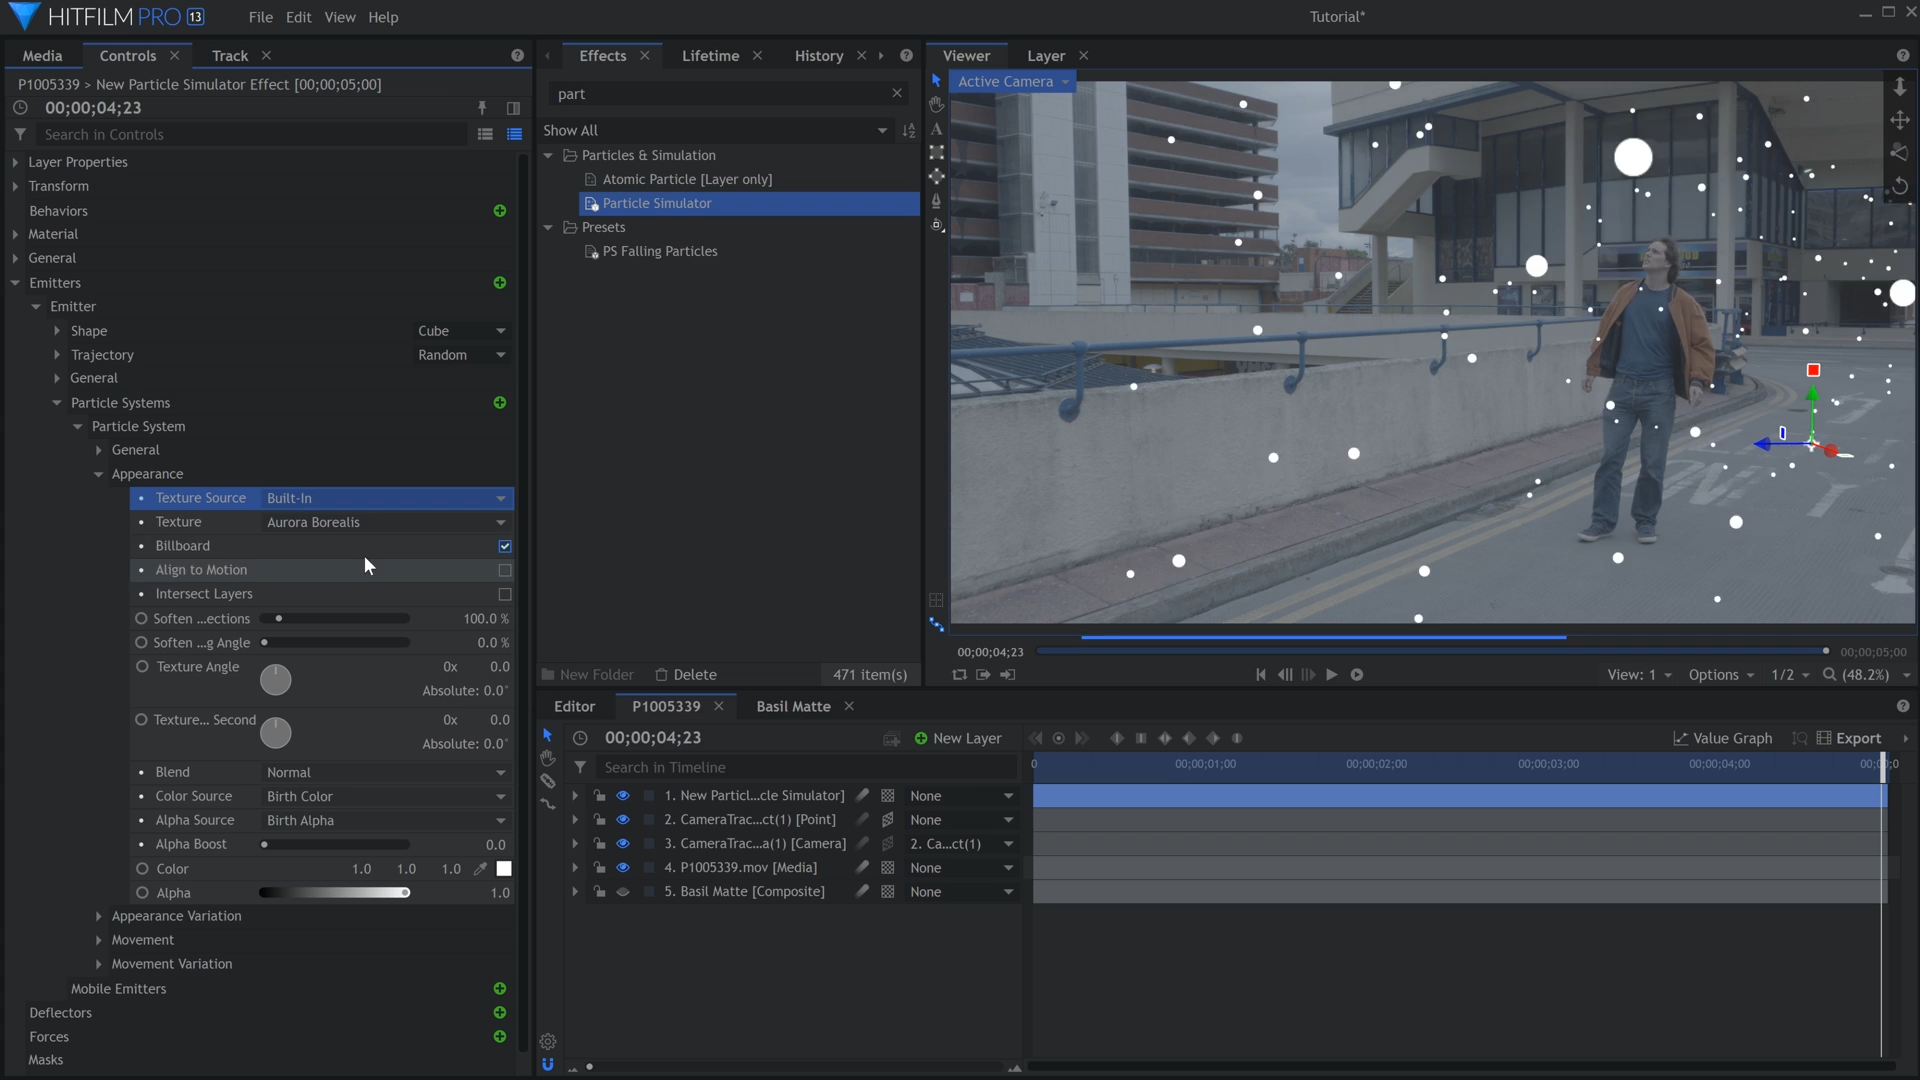 HITFILM PRO 13
File Edit View Help
Tutorial*
Media Controls Track
P1005339 > New Particle Simulator Effect [00;00;05;00]
00;00;04;23
Search in Controls
Layer Properties
Transform
Behaviors
Material
General
Emitters
Emitter
Shape Cube
Trajectory Random
General
Particle Systems
Particle System
General
Appearance
Texture Source Built-In
Texture Aurora Borealis
Billboard
Align to Motion
Intersect Layers
Soften ...ections 100.0 %
Soften ...g Angle 0.0 %
Texture Angle 0x 0.0
Absolute: 0.0°
Texture... Second 0x 0.0
Absolute: 0.0°
Blend Normal
Color Source Birth Color
Alpha Source Birth Alpha
Alpha Boost 0.0
Color 1.0 1.0 1.0
Alpha 1.0
Appearance Variation
Movement
Movement Variation
Mobile Emitters
Deflectors
Forces
Masks
Effects Lifetime History
part
Show All
Particles & Simulation
Atomic Particle [Layer only]
Particle Simulator
Presets
PS Falling Particles
New Folder Delete 471 item(s)
Viewer Layer
Active Camera
00;00;04;23 00;00;05;00
View: 1 Options 1/2 (48.2%)
Editor P1005339 Basil Matte
00;00;04;23 New Layer Value Graph Export
Search in Timeline
0 00;00;01;00 00;00;02;00 00;00;03;00 00;00;04;00
1. New Particl...cle Simulator] None
2. CameraTrac...ct(1) [Point] None
3. CameraTrac...a(1) [Camera] 2. Ca...ct(1)
4. P1005339.mov [Media] None
5. Basil Matte [Composite] None